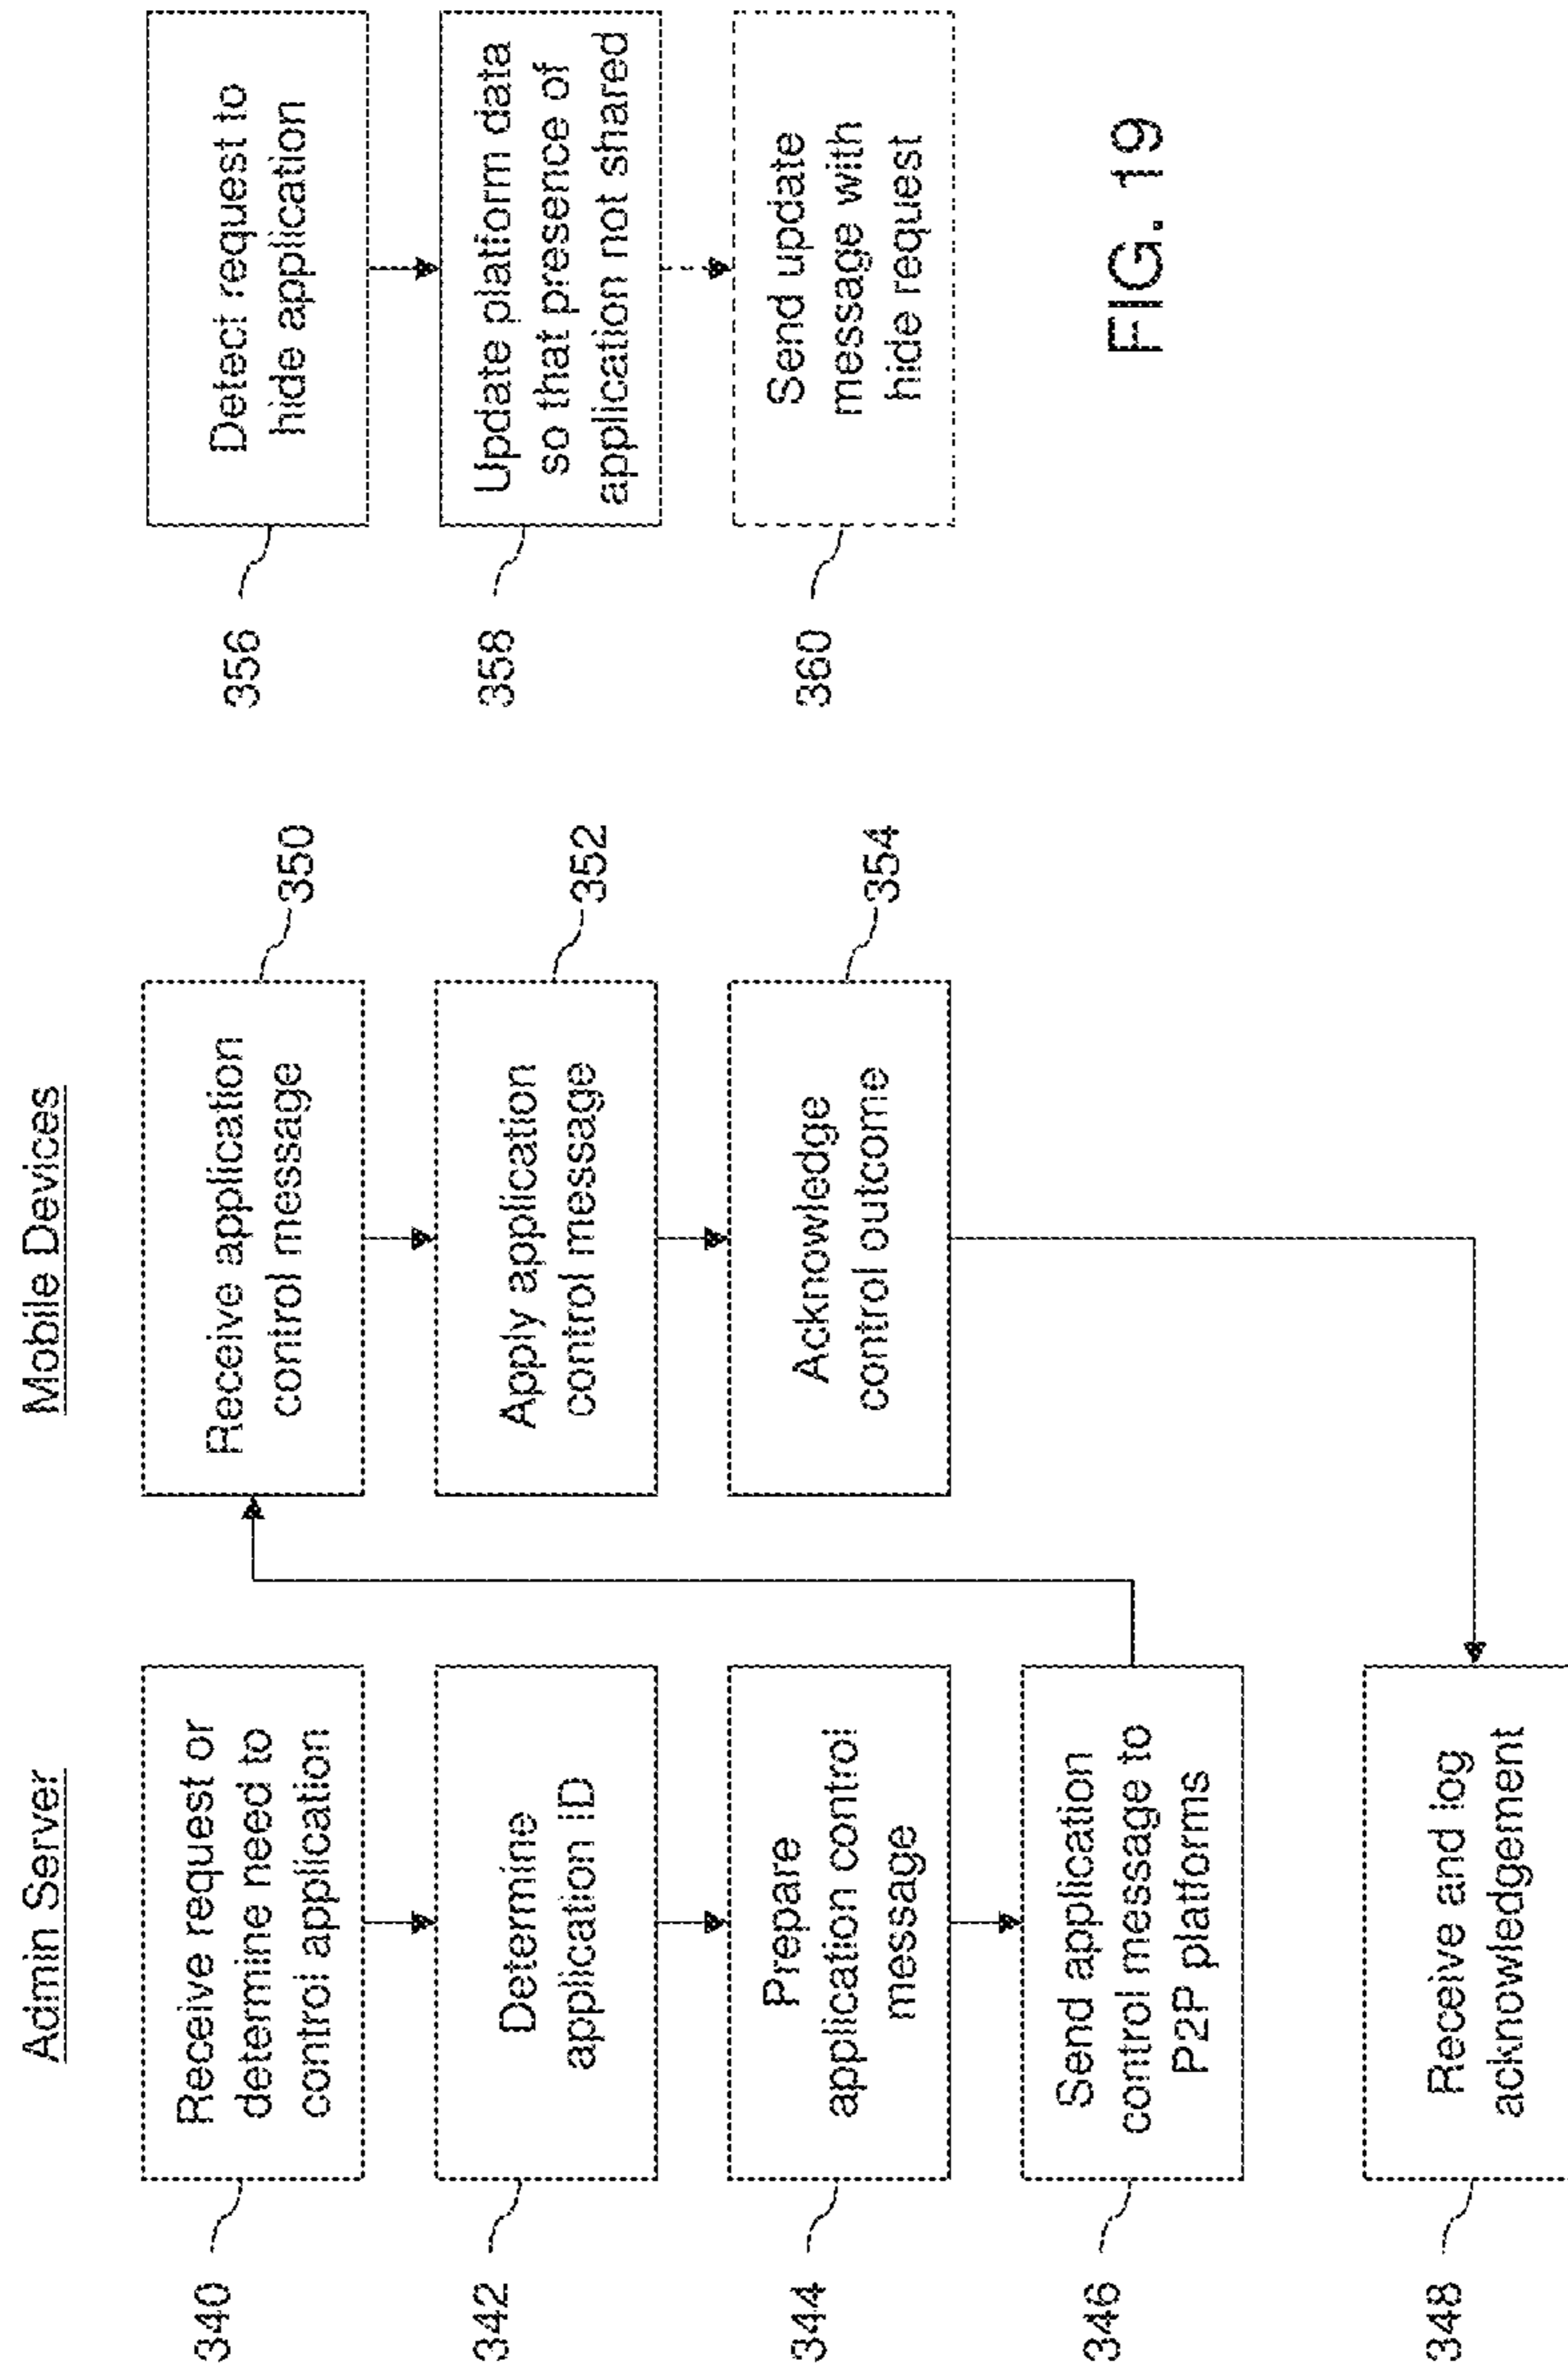 Admin Server
340
Receive request or
determine need to
control application
342
Determine
application ID
344
Prepare
application control
message
346
Send application
control message to
P2P platforms
348
Receive and log
acknowledgement
Mobile Devices
350
Receive application
control message
352
Apply application
control message
354
Acknowledge
control outcome
356
Detect request to
hide application
358
Update platform data
so that presence of
application not shared
360
Send update
message with
hide request
FIG. 19